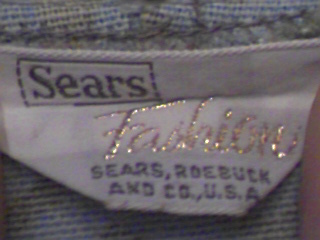 Sears
Fashion
SEARS, ROEBUCK
AND CO., U.S.A.